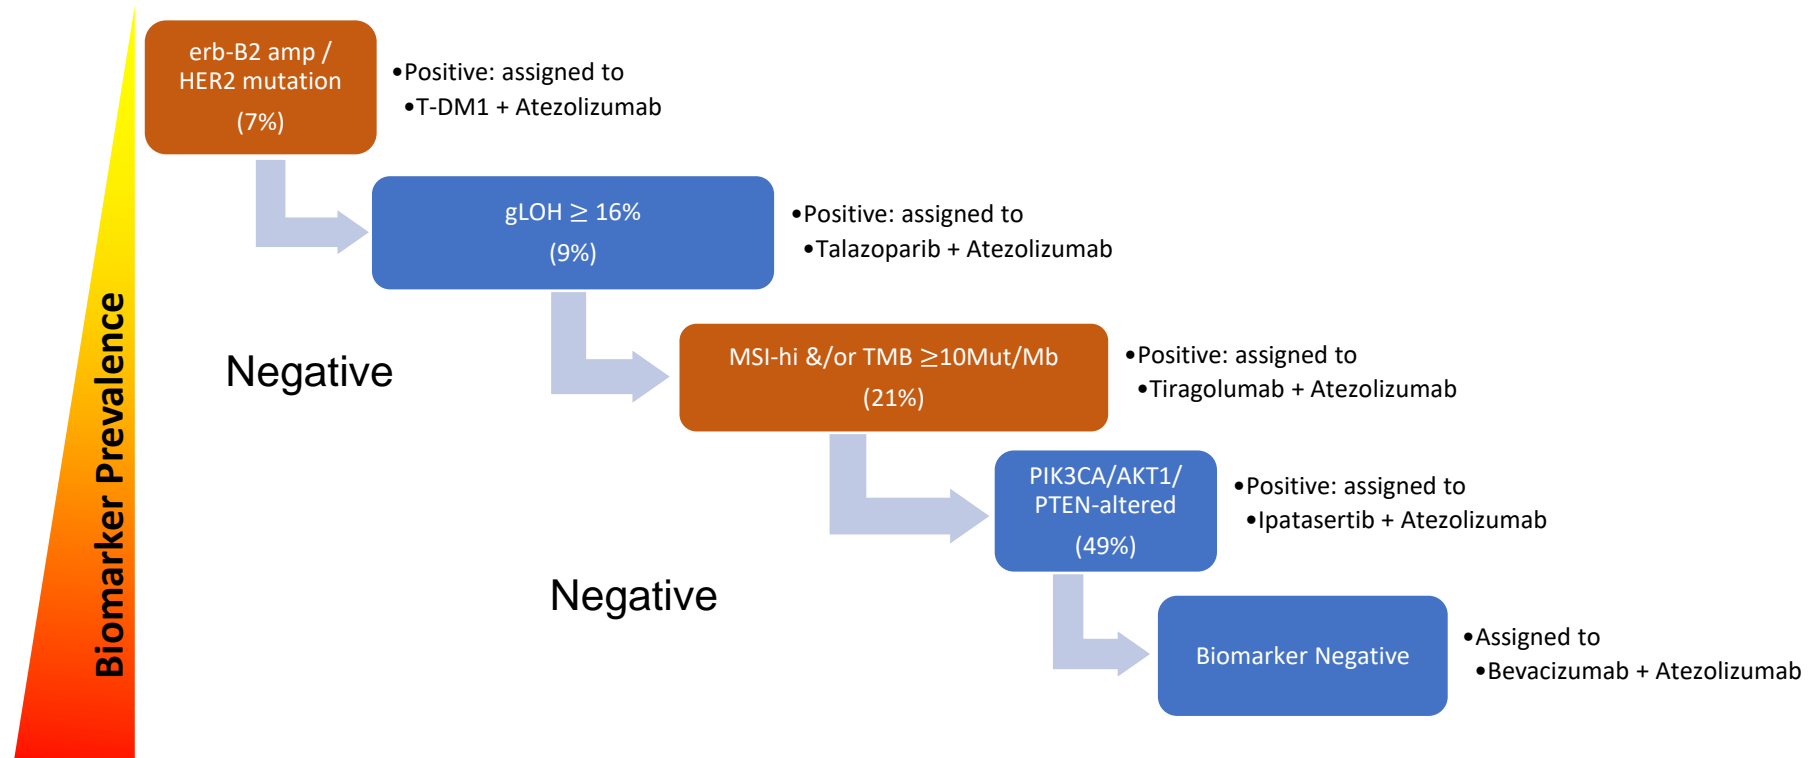 erb-B2 amp /
HER2 mutation
(7%)
•Positive: assigned to
•T-DM1 + Atezolizumab
gLOH ≥ 16%
(9%)
•Positive: assigned to
•Talazoparib + Atezolizumab
Biomarker Prevalence
Negative
MSI-hi &/or TMB ≥10Mut/Mb
(21%)
•Positive: assigned to
•Tiragolumab + Atezolizumab
PIK3CA/AKT1/
PTEN-altered
(49%)
•Positive: assigned to
•Ipatasertib + Atezolizumab
Negative
Biomarker Negative
•Assigned to
•Bevacizumab + Atezolizumab